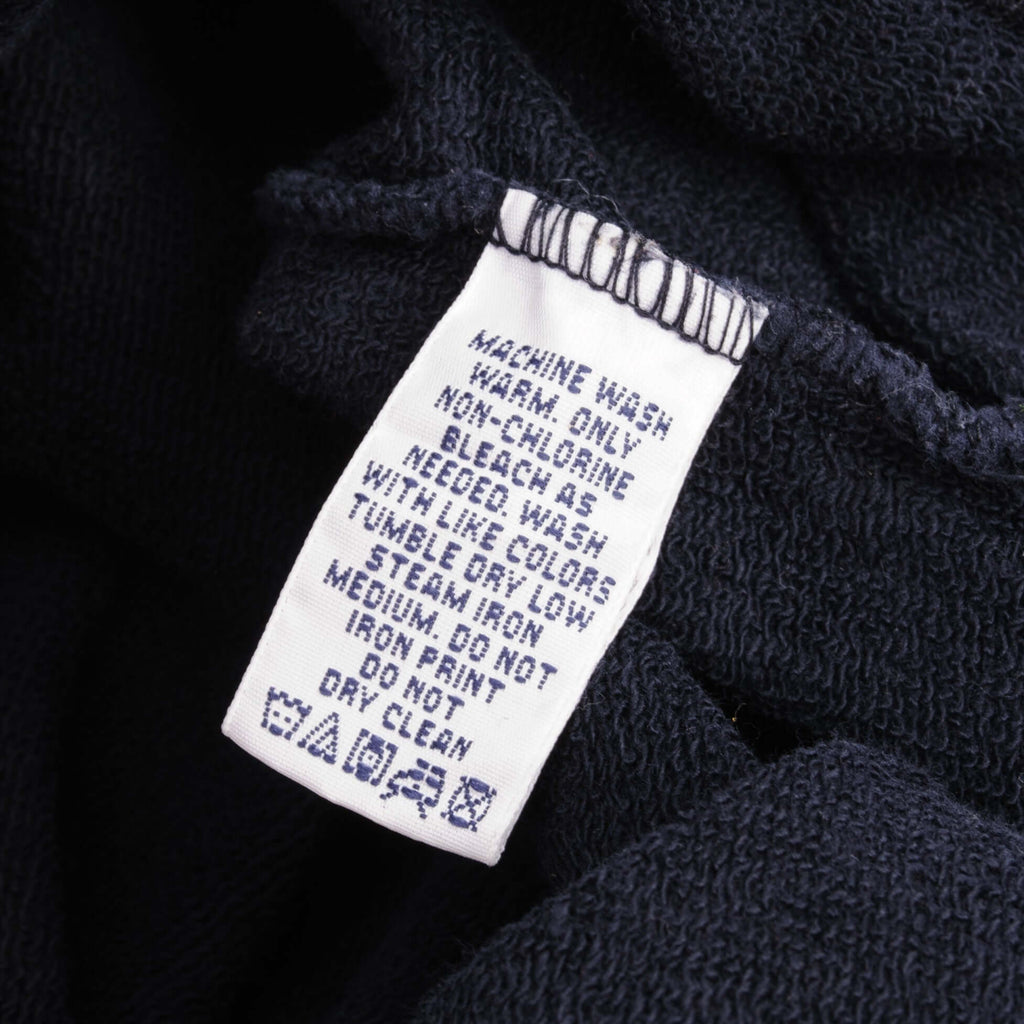 MACHINE WASH
WARM. ONLY
NON-CHLORINE
BLEACH AS
NEEDED. WASH
WITH LIKE COLORS
TUMBLE DRY LOW
STEAM IRON
MEDIUM. DO NOT
IRON PRINT
DO NOT
DRY CLEAN